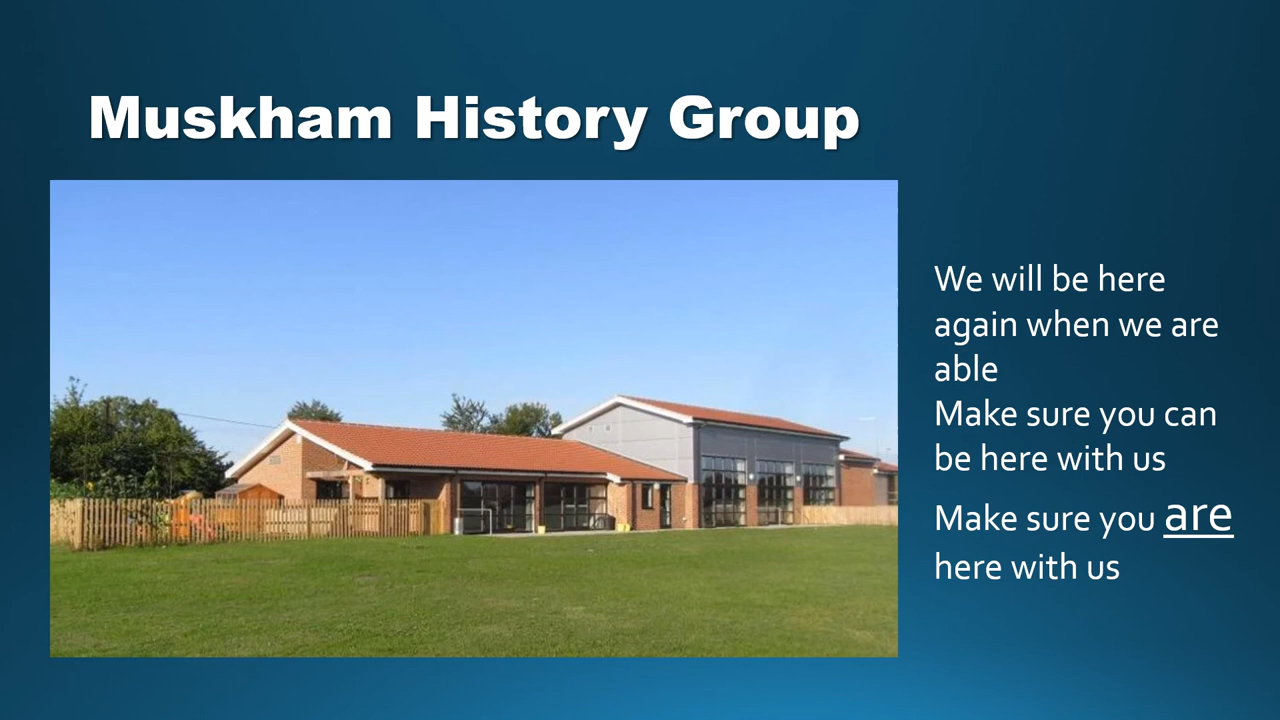 Muskham History Group
We will be here
again when we are
able
Make sure you can
be here with us
Make sure you are
here with us